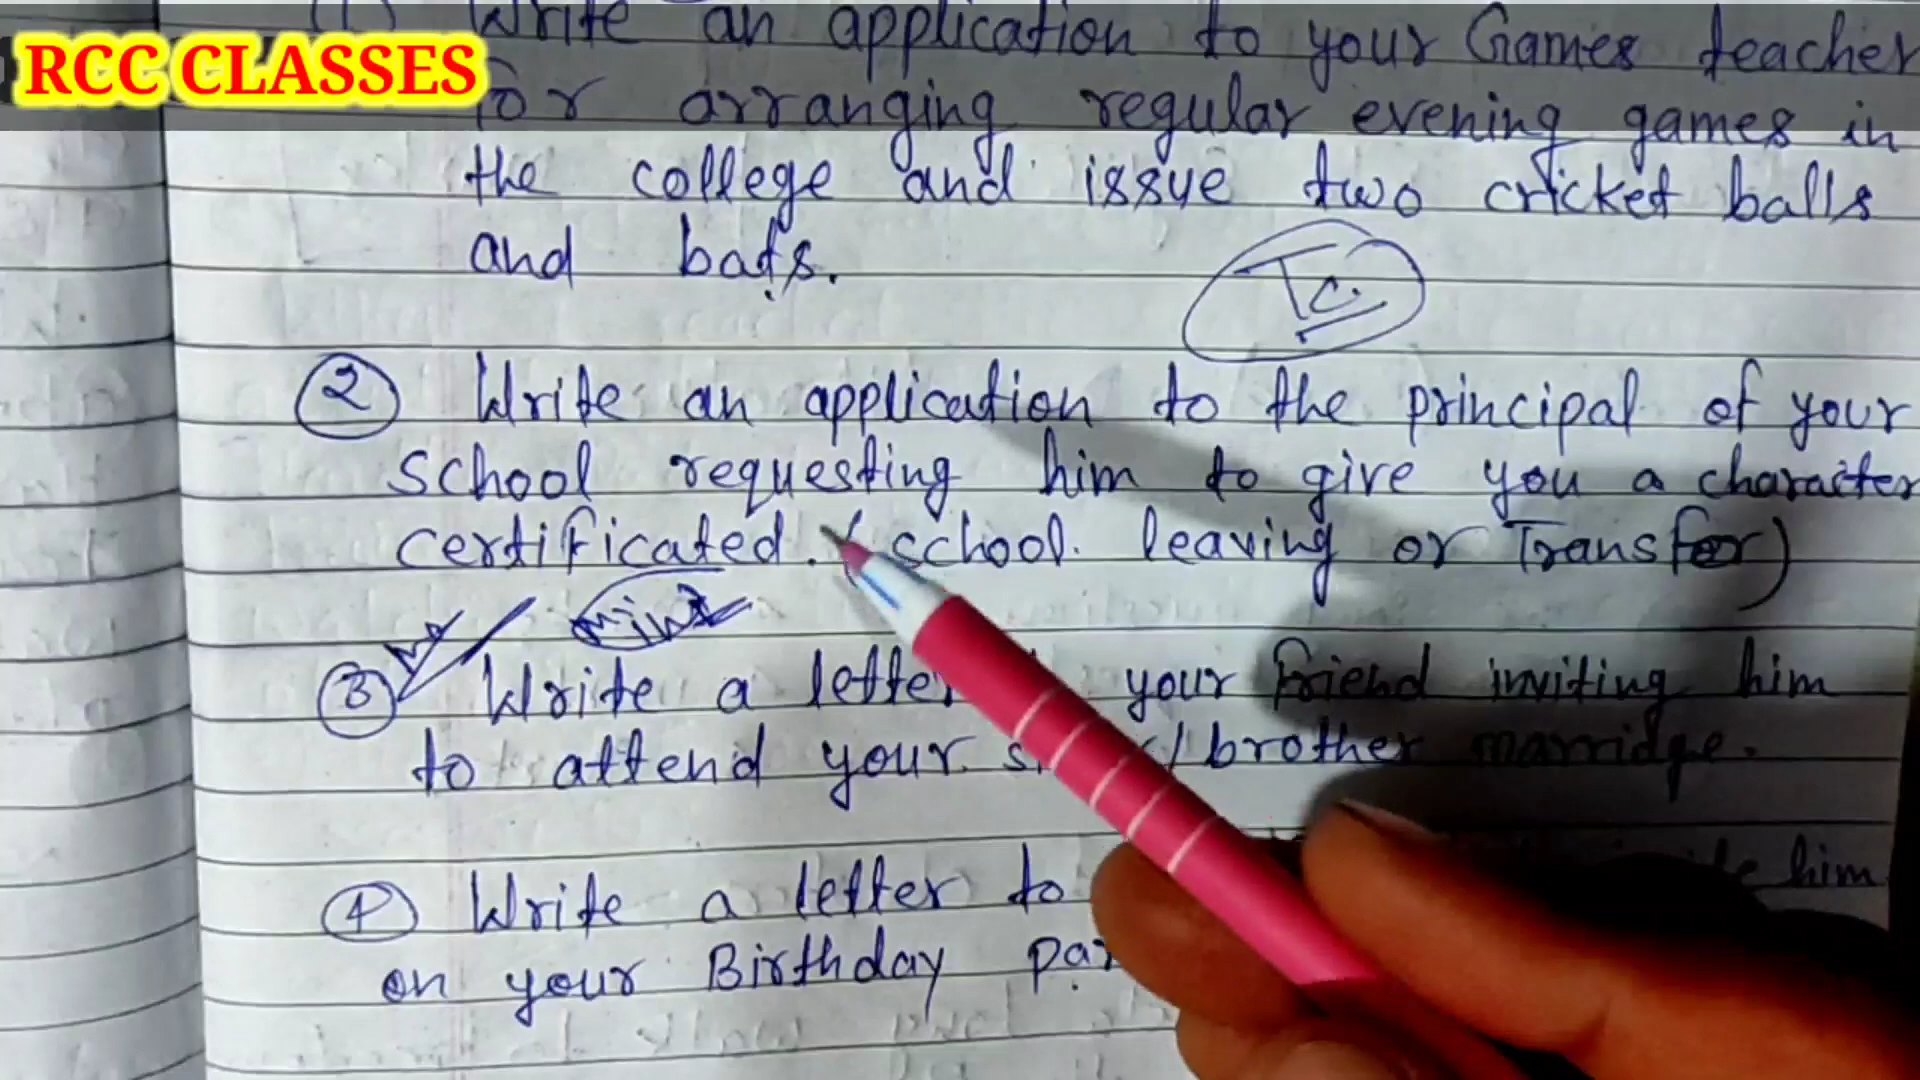 (1) Write an application to your Games teacher
RCC CLASSES
for arranging regular evening games in
the college and issue two cricket balls
and bats.
T.C.
2 Write an application to the principal of your
School requesting him to give you a character
certificated. ( school leaving or Transfer)
3 Write a letter your friend inviting him
to attend your / brother marridge.
4 Write a letter to him
on your Birthday